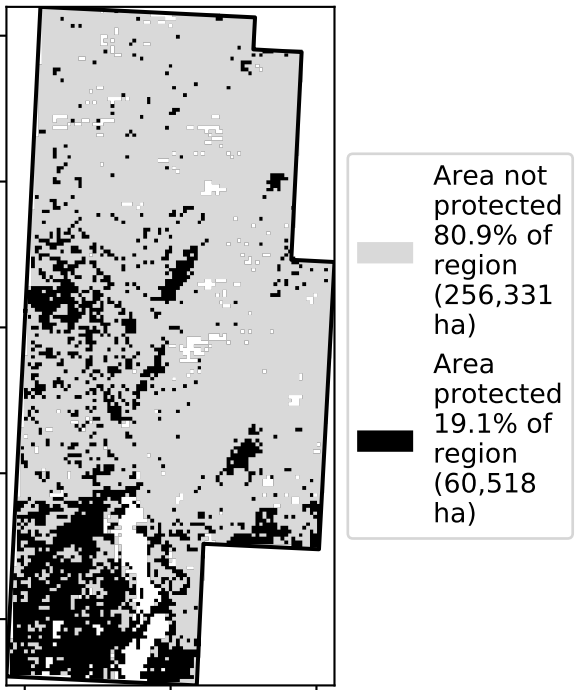 Area not
protected
80.9% of
region
(256,331
ha)
Area
protected
19.1% of
region
(60,518
ha)